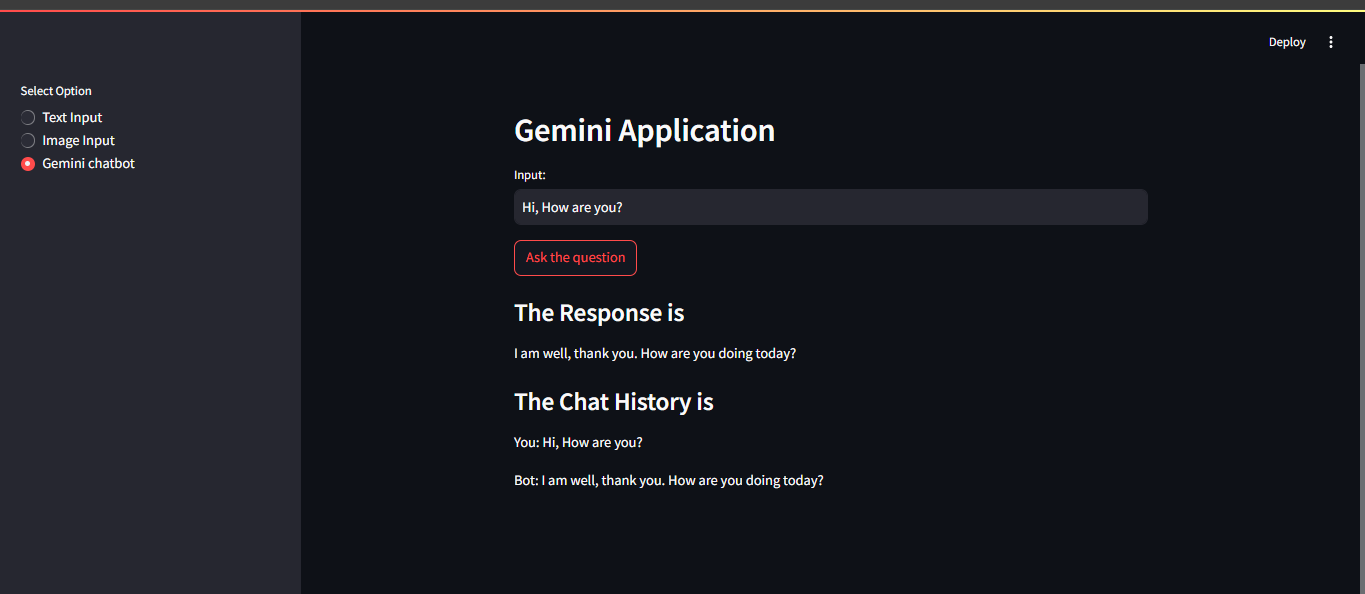 Deploy
Select Option
Text Input
Image Input
Gemini chatbot
Gemini Application
Input:
Hi, How are you?
Ask the question
The Response is
I am well, thank you. How are you doing today?
The Chat History is
You: Hi, How are you?
Bot: I am well, thank you. How are you doing today?